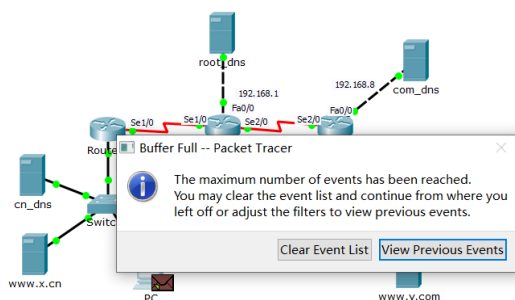 root_dns
192.168.1
192.168.8
com_dns
Fa0/0
Fa0/0
Se1/0
Se1/0
Se2/0
Se2/0
Route
Buffer Full -- Packet Tracer
The maximum number of events has been reached.
You may clear the event list and continue from where you
left off or adjust the filters to view previous events.
cn_dns
Switc
Clear Event List
View Previous Events
www.x.cn
PC
www.y.com